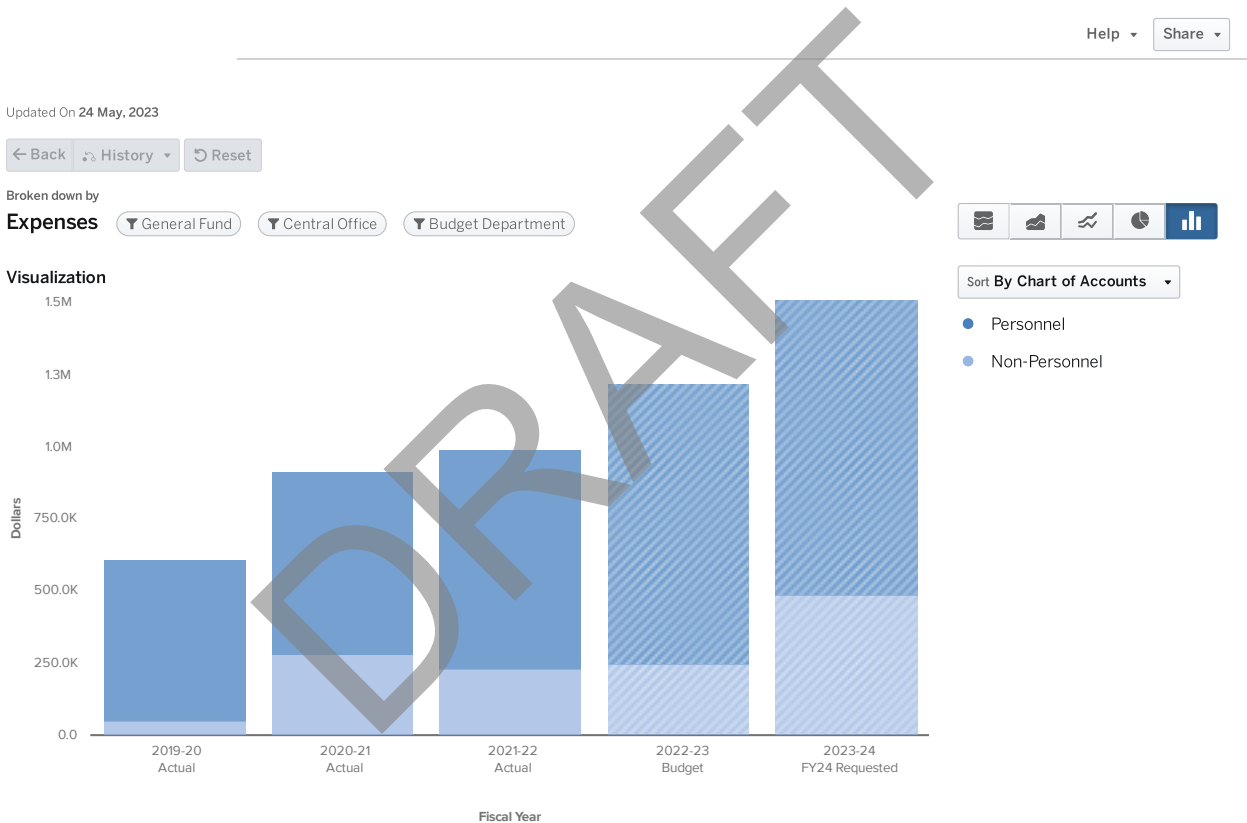 Help
Share
Updated On 24 May, 2023
Back
History
Reset
Broken down by
Expenses
General Fund
Central Office
Budget Department
Visualization
Sort By Chart of Accounts
Personnel
Non-Personnel
1.5M
1.3M
1.0M
750.0K
500.0K
250.0K
0.0
Dollars
2019-20
Actual
2020-21
Actual
2021-22
Actual
2022-23
Budget
2023-24
FY24 Requested
Fiscal Year
DRAFT